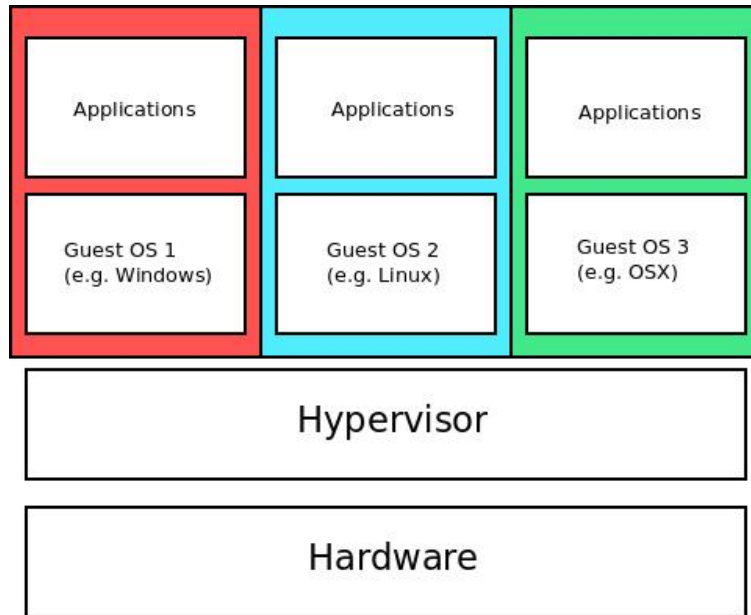 Applications
Applications
Applications
Guest OS 1
(e.g. Windows)
Guest OS 2
(e.g. Linux)
Guest OS 3
(e.g. OSX)
Hypervisor
Hardware